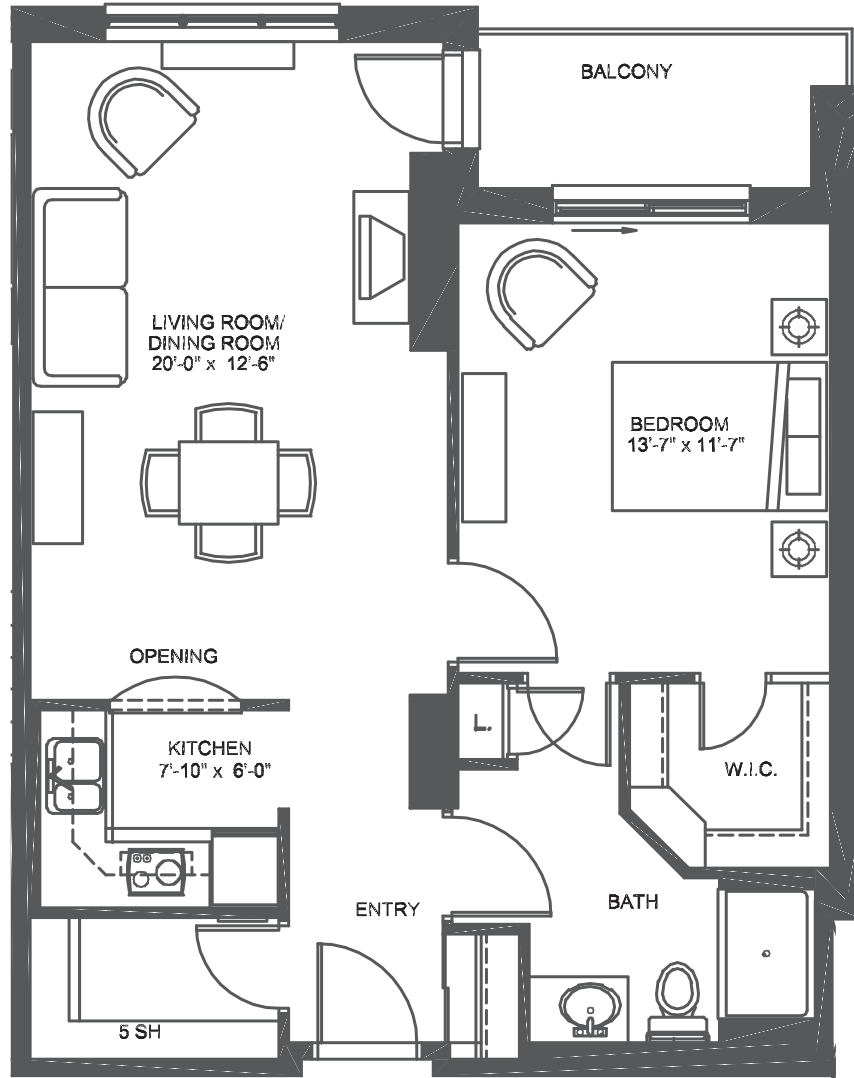 BALCONY
LIVING ROOM/
DINING ROOM
20'-0" x 12'-6"
BEDROOM
13'-7" x 11'-7"
OPENING
KITCHEN
7'-10" x 6'-0"
L.
W.I.C.
ENTRY
BATH
5 SH